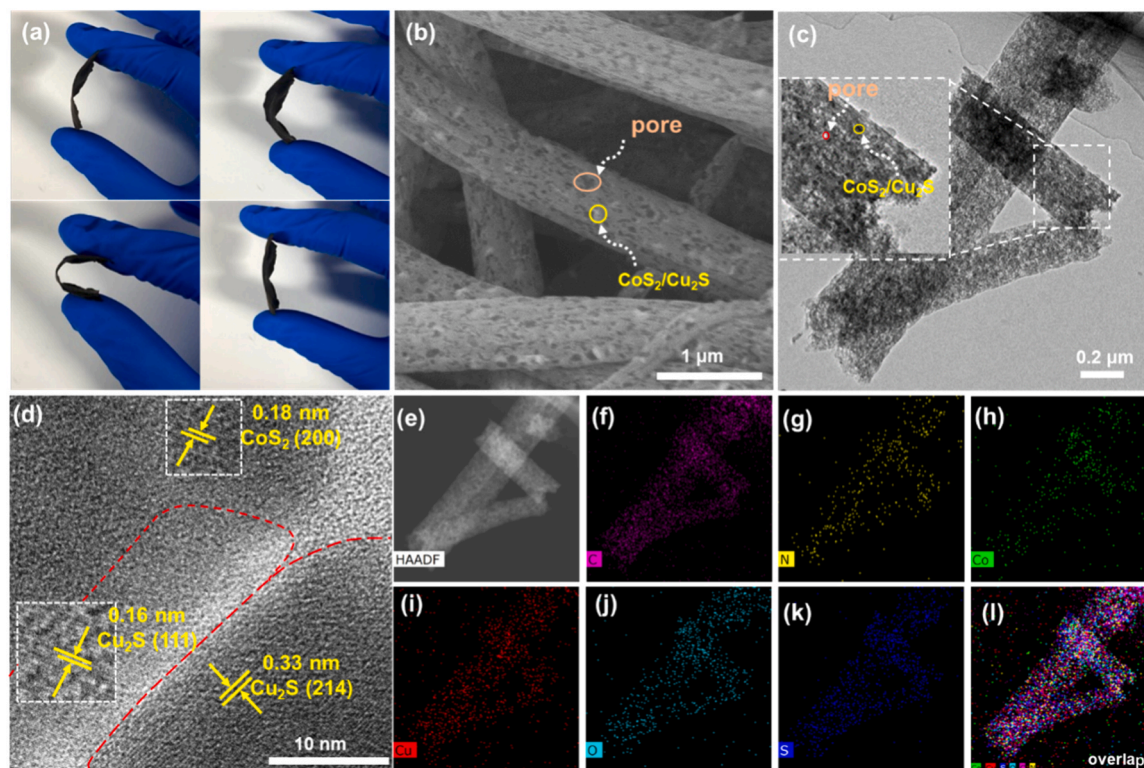 (a)
(b)
pore
CoS₂/Cu₂S
1 μm
(c)
pore
CoS₂/Cu₂S
0.2 μm
(d)
0.18 nm
CoS₂ (200)
0.16 nm
Cu₂S (111)
0.33 nm
Cu₂S (214)
10 nm
(e)
HAADF
(f)
C
(g)
N
(h)
Co
(i)
Cu
(j)
O
(k)
S
(l)
overlap